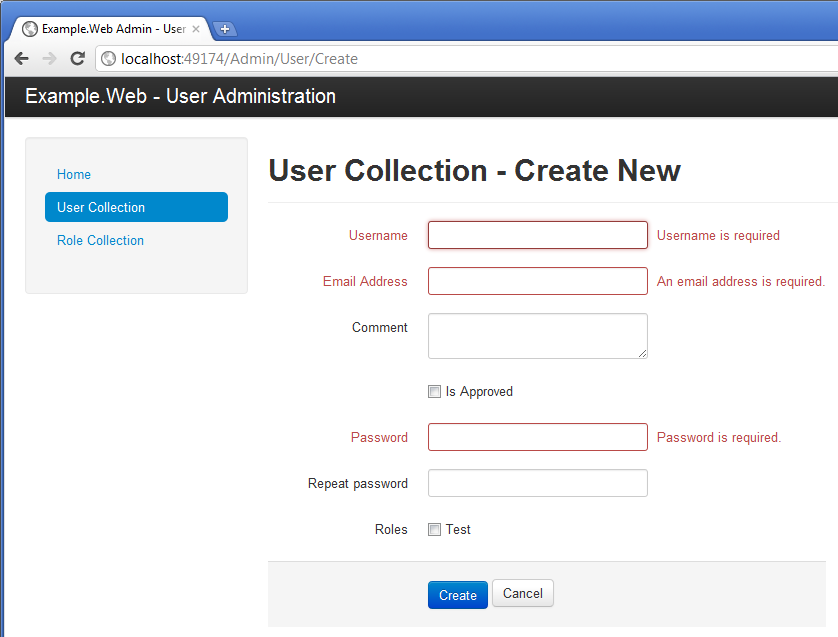 Example.Web Admin - User
localhost:49174/Admin/User/Create
Example.Web - User Administration
Home
User Collection
Role Collection
User Collection - Create New
Username Username is required
Email Address An email address is required.
Comment
Is Approved
Password Password is required.
Repeat password
Roles Test
Create Cancel